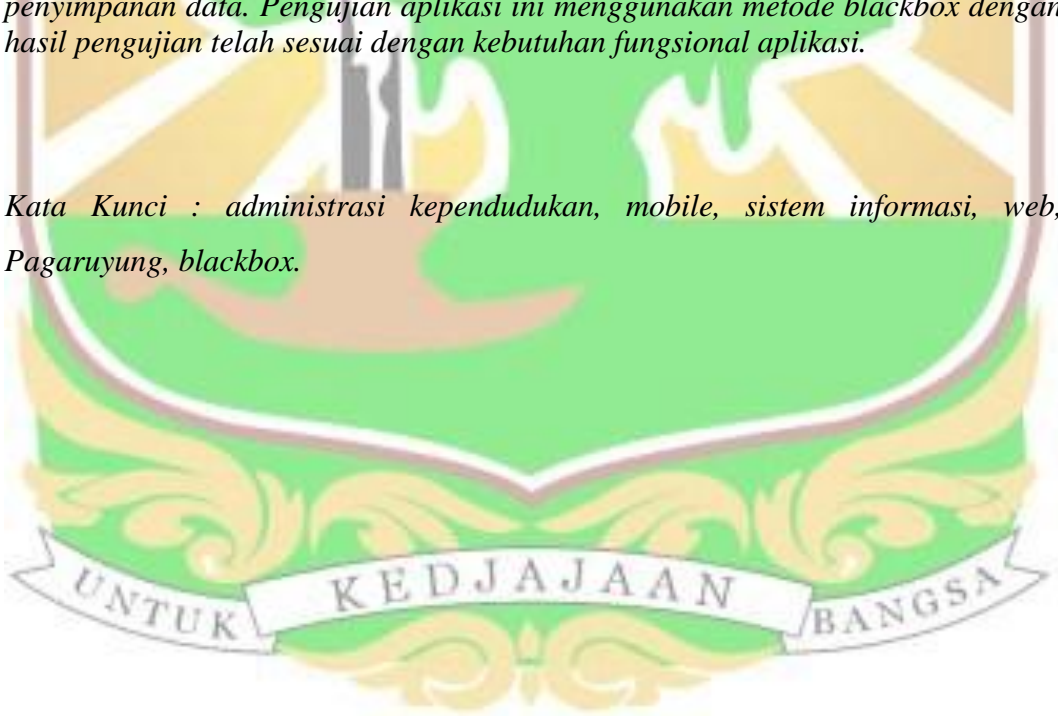 penyimpanan data. Pengujian aplikasi ini menggunakan metode blackbox dengan
hasil pengujian telah sesuai dengan kebutuhan fungsional aplikasi.
Kata Kunci : administrasi kependudukan, mobile, sistem informasi, web,
Pagaruyung, blackbox.
UNTUK KEDJAJAAN BANGSA